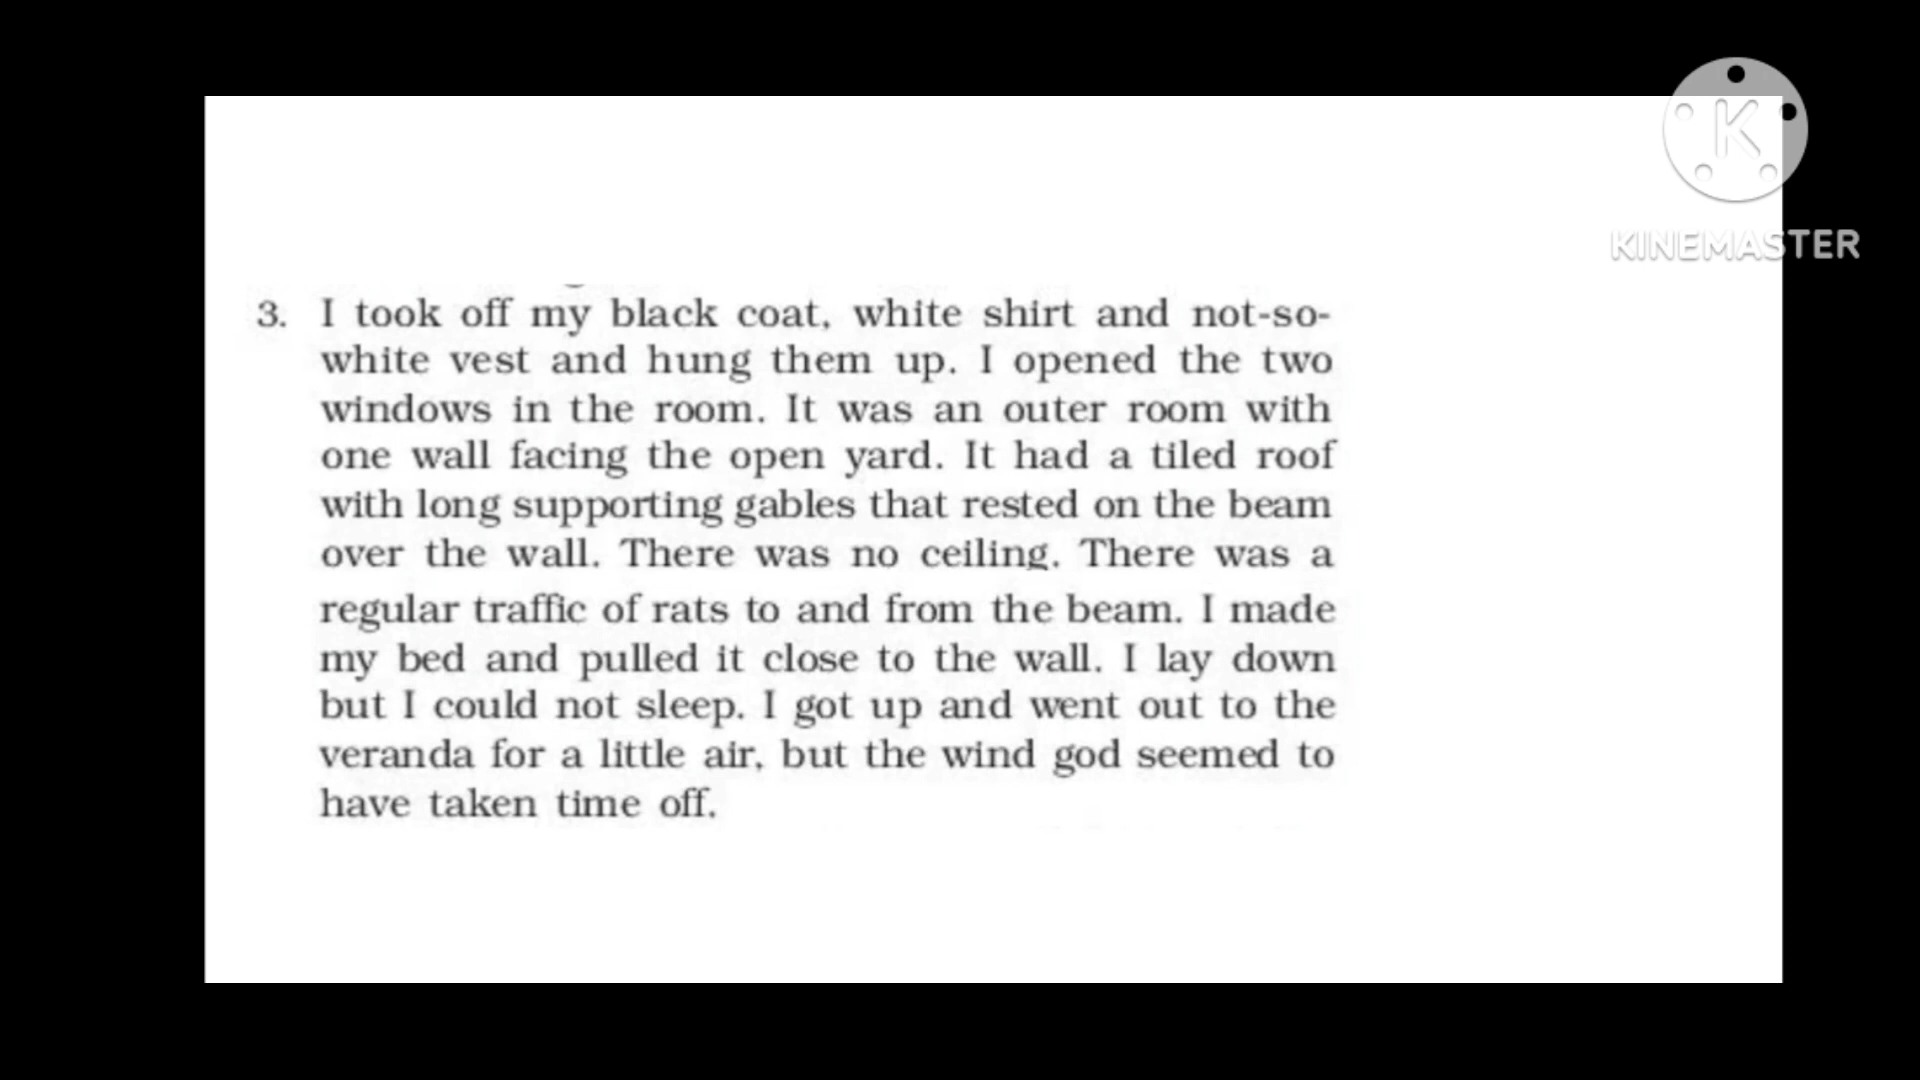 KINEMASTER
3. I took off my black coat, white shirt and not-so-
white vest and hung them up. I opened the two
windows in the room. It was an outer room with
one wall facing the open yard. It had a tiled roof
with long supporting gables that rested on the beam
over the wall. There was no ceiling. There was a
regular traffic of rats to and from the beam. I made
my bed and pulled it close to the wall. I lay down
but I could not sleep. I got up and went out to the
veranda for a little air, but the wind god seemed to
have taken time off.